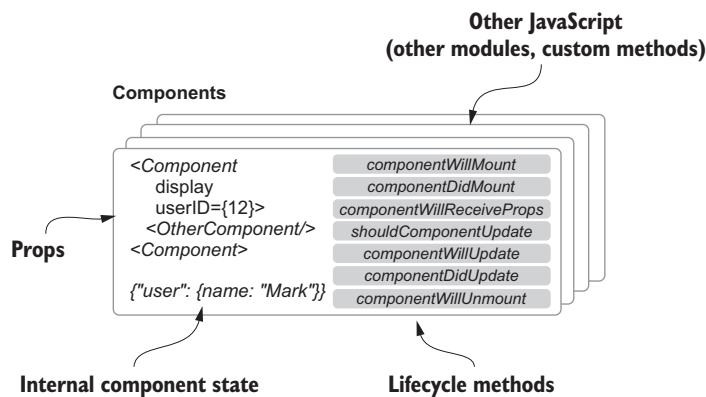 Other JavaScript
(other modules, custom methods)
Components
<Component
display
userID={12}>
<OtherComponent/>
<Component>
{"user": {name: "Mark"}}
componentWillMount
componentDidMount
componentWillReceiveProps
shouldComponentUpdate
componentWillUpdate
componentDidUpdate
componentWillUnmount
Props
Internal component state
Lifecycle methods